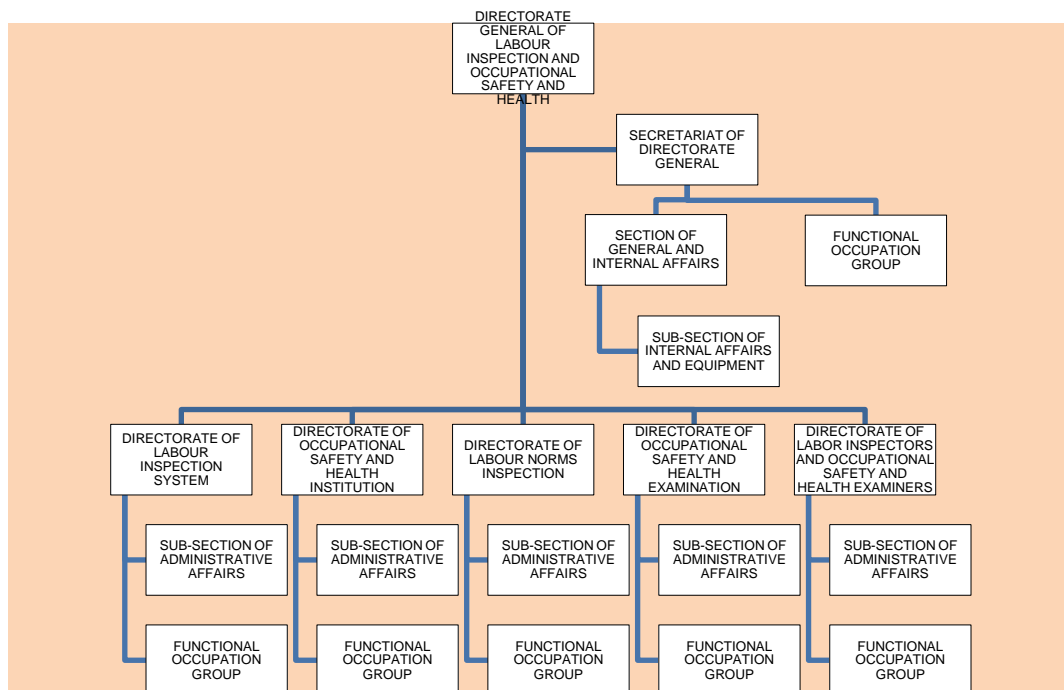 DIRECTORATE
GENERAL OF
LABOUR
INSPECTION AND
OCCUPATIONAL
SAFETY AND
HEALTH
SECRETARIAT OF
DIRECTORATE
GENERAL
SECTION OF
GENERAL AND
INTERNAL AFFAIRS
FUNCTIONAL
OCCUPATION
GROUP
SUB-SECTION OF
INTERNAL AFFAIRS
AND EQUIPMENT
DIRECTORATE OF
LABOUR
INSPECTION
SYSTEM
DIRECTORATE OF
OCCUPATIONAL
SAFETY AND
HEALTH
INSTITUTION
DIRECTORATE OF
LABOUR NORMS
INSPECTION
DIRECTORATE OF
OCCUPATIONAL
SAFETY AND
HEALTH
EXAMINATION
DIRECTORATE OF
LABOR INSPECTORS
AND OCCUPATIONAL
SAFETY AND
HEALTH EXAMINERS
SUB-SECTION OF
ADMINISTRATIVE
AFFAIRS
SUB-SECTION OF
ADMINISTRATIVE
AFFAIRS
SUB-SECTION OF
ADMINISTRATIVE
AFFAIRS
SUB-SECTION OF
ADMINISTRATIVE
AFFAIRS
SUB-SECTION OF
ADMINISTRATIVE
AFFAIRS
FUNCTIONAL
OCCUPATION
GROUP
FUNCTIONAL
OCCUPATION
GROUP
FUNCTIONAL
OCCUPATION
GROUP
FUNCTIONAL
OCCUPATION
GROUP
FUNCTIONAL
OCCUPATION
GROUP